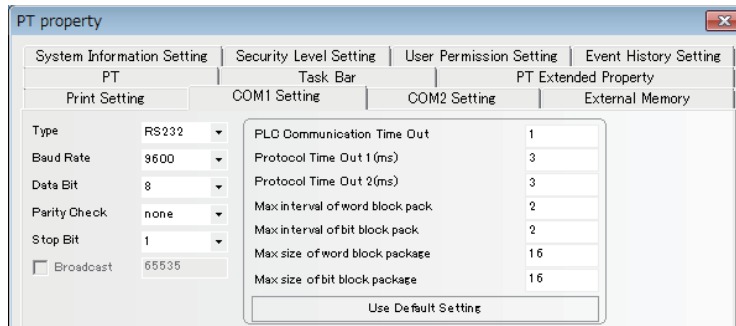 PT property
System Information Setting Security Level Setting User Permission Setting Event History Setting
PT Task Bar PT Extended Property
Print Setting COM1 Setting COM2 Setting External Memory
Type RS232 PLC Communication Time Out 1
Baud Rate 9600 Protocol Time Out 1(ms) 3
Data Bit 8 Protocol Time Out 2(ms) 3
Parity Check none Max interval of word block pack 2
Stop Bit 1 Max interval of bit block pack 2
Broadcast 65535 Max size of word block package 16
Max size of bit block package 16
Use Default Setting